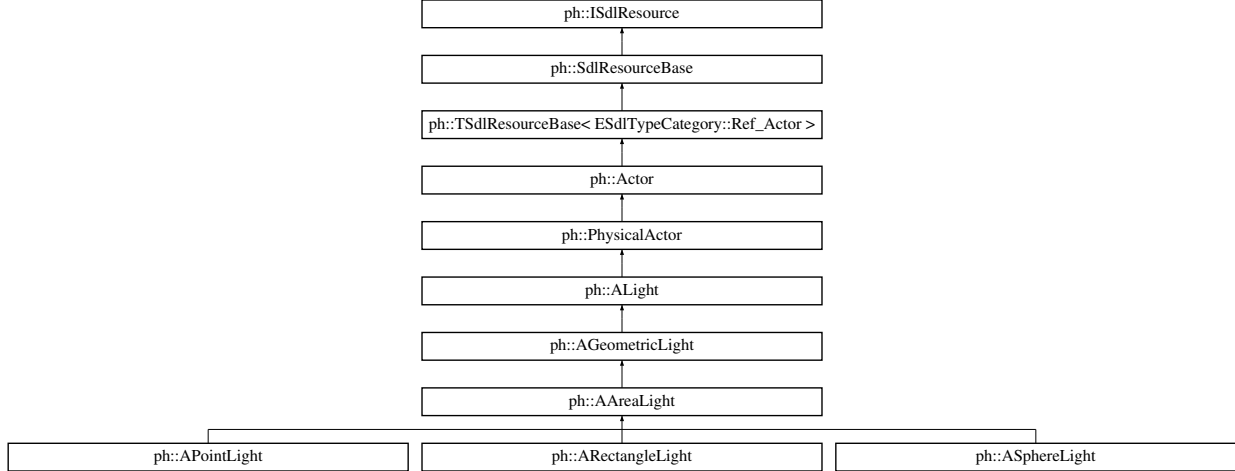 ph::ISdlResource
ph::SdlResourceBase
ph::TSdlResourceBase< ESdlTypeCategory::Ref_Actor >
ph::Actor
ph::PhysicalActor
ph::ALight
ph::AGeometricLight
ph::AAreaLight
ph::APointLight ph::ARectangleLight ph::ASphereLight